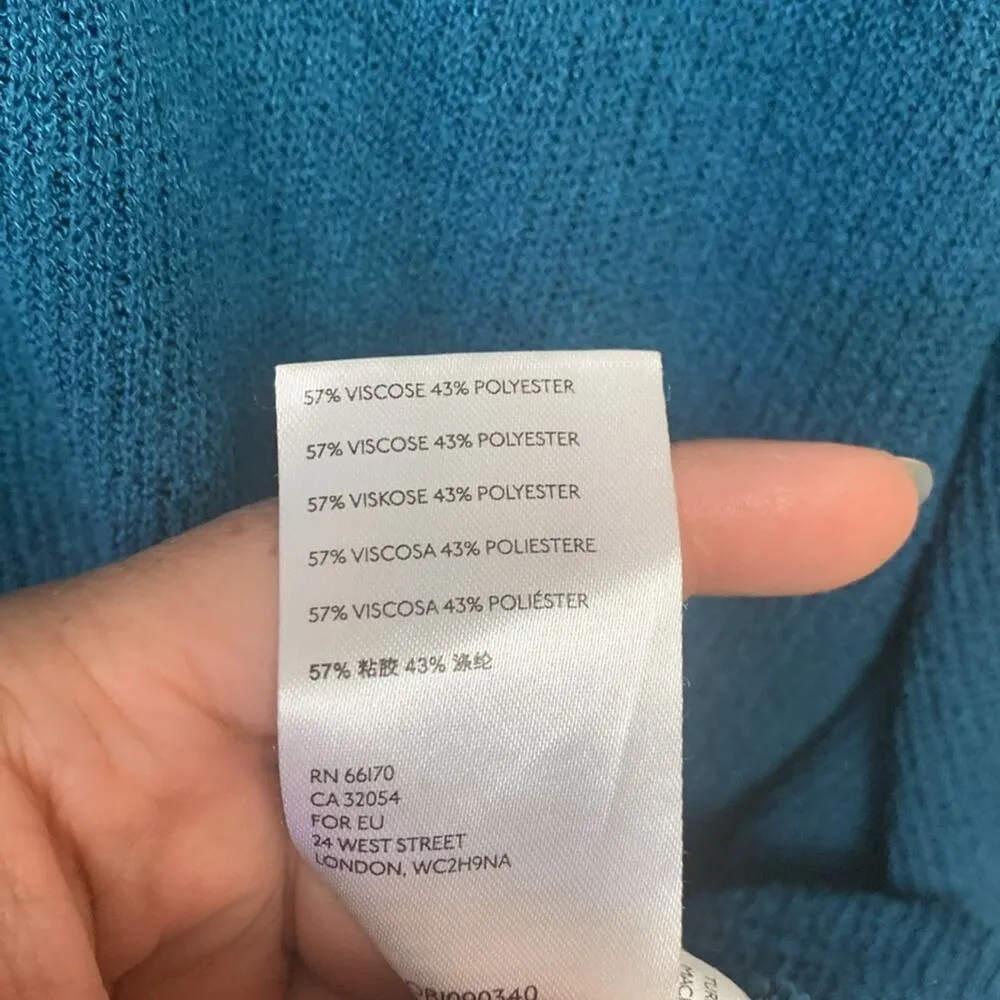 57% VISCOSE 43% POLYESTER
57% VISCOSE 43% POLYESTER
57% VISKOSE 43% POLYESTER
57% VISCOSA 43% POLIESTERE
57% VISCOSA 43% POLIÉSTER
57% 粘胶 43% 涤纶
RN 66170
CA 32054
FOR EU
24 WEST STREET
LONDON, WC2H9NA